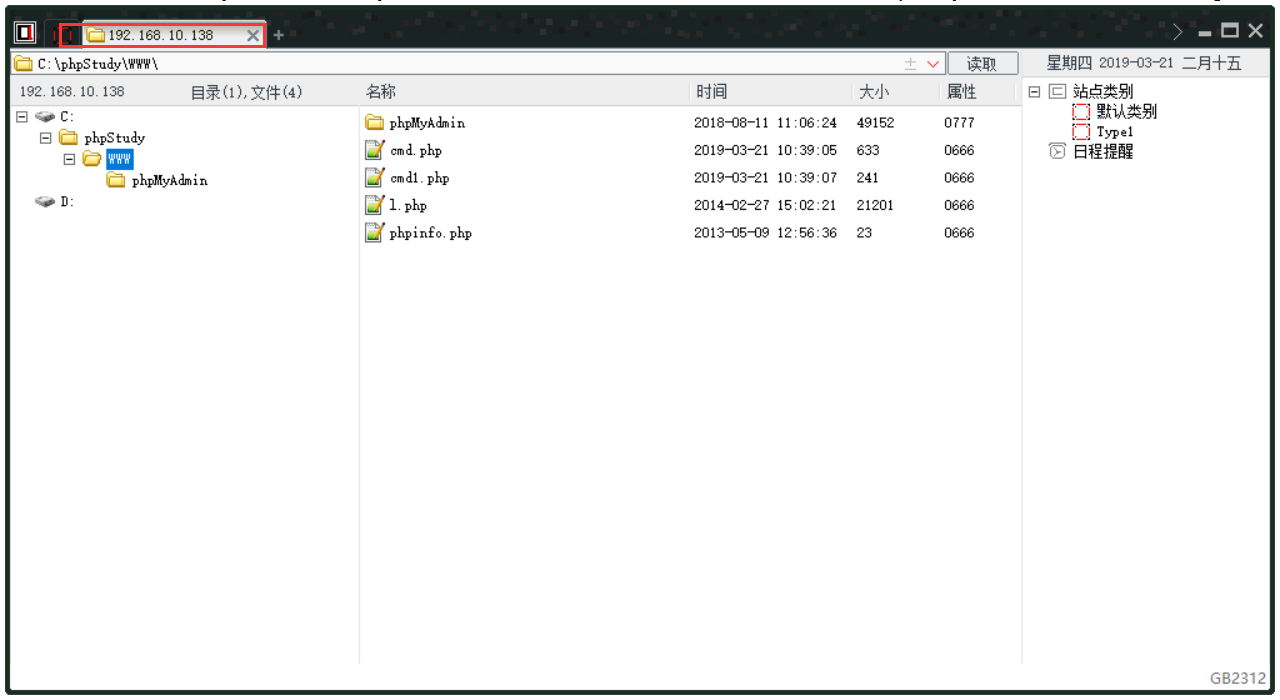 192.168.10.138
C:\phpStudy\WWW\
读取
星期四 2019-03-21 二月十五
192.168.10.138 目录(1),文件(4) 名称 时间 大小 属性
C:
phpStudy
WWW
phpMyAdmin
D:
phpMyAdmin 2018-08-11 11:06:24 49152 0777
cmd.php 2019-03-21 10:39:05 633 0666
cmd1.php 2019-03-21 10:39:07 241 0666
l.php 2014-02-27 15:02:21 21201 0666
phpinfo.php 2013-05-09 12:56:36 23 0666
站点类别
默认类别
Type1
日程提醒
GB2312